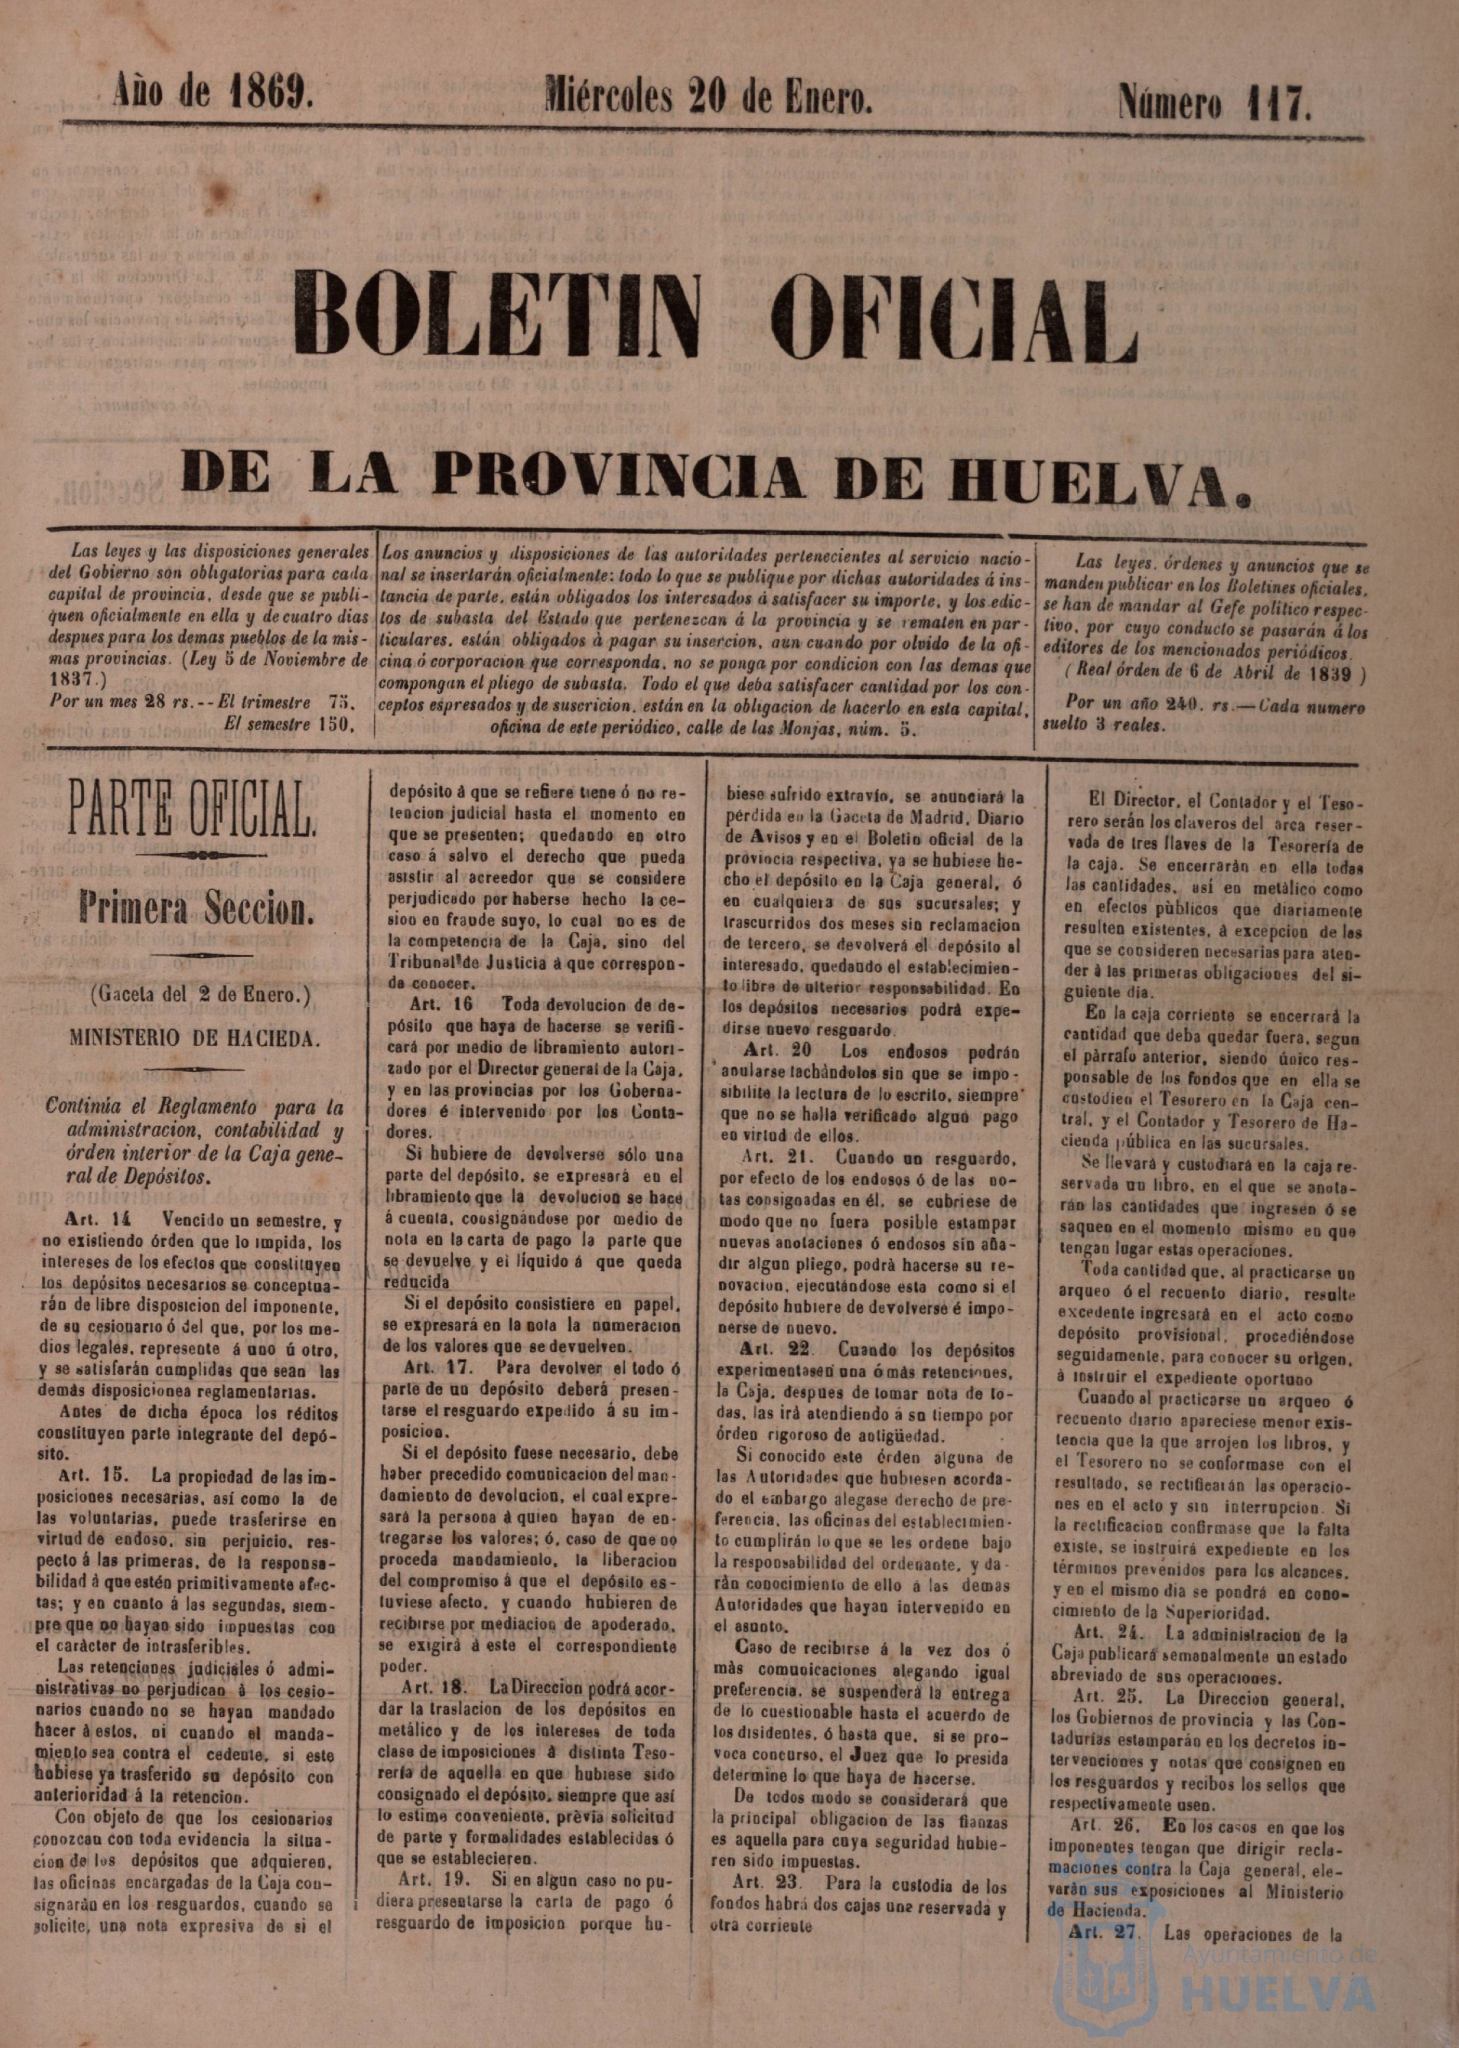 Año de 1869.
Miércoles 20 de Enero.
Número 117.
BOLETIN OFICIAL
DE LA PROVINCIA DE HUELVA.
Las leyes y las disposiciones generales
del Gobierno son obligatorias para cada
capital de provincia, desde que se publi-
quen oficialmente en ella y de cuatro dias
despues para los demas pueblos de la mis-
mas provincias. (Ley 5 de Noviembre de
1837.)
Por un mes 28 rs.--El trimestre 75.
El semestre 150.
Los anuncios y disposiciones de las autoridades pertenecientes al servicio nacio-
nal se insertarán oficialmente: todo lo que se publique por dichas autoridades á ins-
tancia de parte, están obligados los interesados á satisfacer su importe, y los edic-
tos de subasta del Estado que pertenezcan á la provincia y se rematen en par-
ticulares, están obligados á pagar su insercion, aun cuando por olvido de la ofi-
cina ó corporacion que corresponda, no se ponga por condicion con las demas que
compongan el pliego de subasta. Todo el que deba satisfacer cantidad por los con-
ceptos espresados y de suscricion, están en la obligacion de hacerlo en esta capital,
oficina de este periódico, calle de las Monjas, núm. 5.
Las leyes, órdenes y anuncios que se
manden publicar en los Boletines oficiales,
se han de mandar al Gefe político respec-
tivo, por cuyo conducto se pasarán á los
editores de los mencionados periódicos.
(Real órden de 6 de Abril de 1839)
Por un año 240. rs.—Cada numero
suelto 3 reales.
PARTE OFICIAL.
Primera Seccion.
(Gaceta del 2 de Enero.)
MINISTERIO DE HACIEDA.
Continúa el Reglamento para la
administracion, contabilidad y
órden interior de la Caja gene-
ral de Depósitos.
Art. 14 Vencido un semestre, y
no existiendo órden que lo impida, los
intereses de los efectos que constituyen
los depósitos necesarios se conceptua-
rán de libre disposicion del imponente,
de su cesionario ó del que, por los me-
dios legales, represente á uno ú otro,
y se satisfarán cumplidas que sean las
demás disposiciones reglamentarias.
Antes de dicha época los réditos
constituyen parte integrante del depó-
sito.
Art. 15. La propiedad de las im-
posiciones necesarias, así como la de
las voluntarias, puede trasferirse en
virtud de endoso, sin perjuicio, res-
pecto á las primeras, de la responsa-
bilidad à que estén primitivamente afec-
tas; y en cuanto á las segundas, siem-
pre que no hayan sido impuestas con
el carácter de intrasferibles.
Las retenciones judiciales ó admi-
nistrativas no perjudican á los cesio-
narios cuando no se hayan mandado
hacer á estos, ni cuando el manda-
miento sea contra el cedente, si este
hubiese ya trasferido su depósito con
anterioridad á la retencion.
Con objeto de que los cesionarios
conozcan con toda evidencia la situa-
cion de los depósitos que adquieren,
las oficinas encargadas de la Caja con-
signarán en los resguardos, cuando se
solicite, una nota expresiva de si el
depósito á que se refiere tiene ó no re-
tencion judicial hasta el momento en
que se presenten; quedando en otro
caso á salvo el derecho que pueda
asistir al acreedor que se considere
perjudicado por haberse hecho la ce-
sion en fraude suyo, lo cual no es de
la competencia de la Caja, sino del
Tribunal de Justicia á que correspon-
da conocer.
Art. 16 Toda devolucion de de-
pósito que haya de hacerse se verifi-
cará por medio de libramiento autori-
zado por el Director general de la Caja,
y en las provincias por los Goberna-
dores é intervenido por los Conta-
dores.
Si hubiere de devolverse sólo una
parte del depósito, se expresará en el
libramiento que la devolucion se hace
á cuenta, consignándose por medio de
nota en la carta de pago la parte que
se devuelve y el líquido á que queda
reducida
Si el depósito consistiere en papel,
se expresará en la nota la numeracion
de los valores que se devuelven.
Art. 17. Para devolver el todo ó
parte de un depósito deberá presen-
tarse el resguardo expedido á su im-
posicion.
Si el depósito fuese necesario, debe
haber precedido comunicacion del man-
damiento de devolucion, el cual expre-
sará la persona á quien hayan de en-
tregarse los valores; ó, caso de que no
proceda mandamiento, la liberacion
del compromiso á que el depósito es-
tuviese afecto, y cuando hubieren de
recibirse por mediacion de apoderado,
se exigirá á este el correspondiente
poder.
Art. 18. La Direccion podrá acor-
dar la traslacion de los depósitos en
metálico y de los intereses de toda
clase de imposiciones à distinta Teso-
rería de aquella en que hubiese sido
consignado el depósito, siempre que así
lo estime conveniente, prévia solicitud
de parte y formalidades establecidas ó
que se establecieren.
Art. 19. Si en algun caso no pu-
diera presentarse la carta de pago ó
resguardo de imposicion porque hu-
biese sufrido extravío, se anunciará la
pérdida en la Gaceta de Madrid, Diario
de Avisos y en el Boletin oficial de la
provincia respectiva, ya se hubiese he-
cho el depósito en la Caja general, ó
en cualquiera de sus sucursales; y
trascurridos dos meses sin reclamacion
de tercero, se devolverá el depósito al
interesado, quedando el establecimien-
to libre de ulterior responsabilidad. En
los depósitos necesarios podrá expe-
dirse nuevo resguardo.
Art. 20 Los endosos podrán
anularse tachándolos sin que se impo-
sibilite la lectura de lo escrito, siempre
que no se halla verificado algun pago
en virtud de ellos.
Art. 21. Cuando un resguardo,
por efecto de los endosos ó de las no-
tas consignadas en él, se cubriese de
modo que no fuera posible estampar
nuevas anotaciones ó endosos sin aña-
dir algun pliego, podrá hacerse su re-
novacion, ejecutándose esta como si el
depósito hubiere de devolverse é impo-
nerse de nuevo.
Art. 22. Cuando los depósitos
experimentasen una ó más retenciones,
la Caja, despues de tomar nota de to-
das, las irá atendiendo á su tiempo por
órden rigoroso de antigüedad.
Si conocido este órden alguna de
las Autoridades que hubiesen acorda-
do el embargo alegase derecho de pre-
ferencia, las oficinas del establecimien-
to cumplirán lo que se les ordene bajo
la responsabilidad del ordenante, y da-
rán conocimiento de ello á las demas
Autoridades que hayan intervenido en
el asunto.
Caso de recibirse á la vez dos ó
màs comunicaciones alegando igual
preferencia, se suspenderá la entrega
de lo cuestionable hasta el acuerdo de
los disidentes, ó hasta que, si se pro-
voca concurso, el Juez que lo presida
determine lo que haya de hacerse.
De todos modo se considerará que
la principal obligacion de las fianzas
es aquella para cuya seguridad hubie-
ren sido impuestas.
Art. 23. Para la custodia de los
fondos habrá dos cajas una reservada y
otra corriente
El Director, el Contador y el Teso-
rero serán los claveros del arca reser-
vada de tres llaves de la Tesorería de
la caja. Se encerrarán en ella todas
las cantidades, así en metálico como
en efectos pùblicos que diariamente
resulten existentes, à excepcion de las
que se consideren necesarias para aten-
der à las primeras obligaciones del si-
guiente dia.
En la caja corriente se encerrará la
cantidad que deba quedar fuera, segun
el pàrrafo anterior, siendo único res-
ponsable de los fondos que en ella se
custodien el Tesorero en la Caja cen-
tral, y el Contador y Tesorero de Ha-
cienda pública en las sucursales.
Se llevará y custodiará en la caja re-
servada un libro, en el que se anota-
rán las cantidades que ingresen ó se
saquen en el momento mismo en que
tengan lugar estas operaciones.
Toda cantidad que, al practicarse un
arqueo ó el recuento diario, resulte
excedente ingresará en el acto como
depósito provisional, procediéndose
seguidamente, para conocer su origen,
à instruir el expediente oportuno
Cuando al practicarse un arqueo ó
recuento diario apareciese menor exis-
tencia que la que arrojen los libros, y
el Tesorero no se conformase con el
resultado, se rectificarán las operacio-
nes en el acto y sin interrupcion. Si
la rectificacion confirmase que la falta
existe, se instruirá expediente en los
términos prevenidos para los alcances,
y en el mismo dia se pondrá en cono-
cimiento de la Superioridad.
Art. 24. La administracion de la
Caja publicará semanalmente un estado
abreviado de sus operaciones.
Art. 25. La Direccion general,
los Gobiernos de provincia y las Con-
tadurías estamparán en los decretos in-
tervenciones y notas que consignen en
los resguardos y recibos los sellos que
respectivamente usen.
Art. 26. En los casos en que los
imponentes tengan que dirigir recla-
maciones contra la Caja general, ele-
varán sus exposiciones al Ministerio
de Hacienda.
Art. 27. Las operaciones de la
Ayuntamiento de
HUELVA